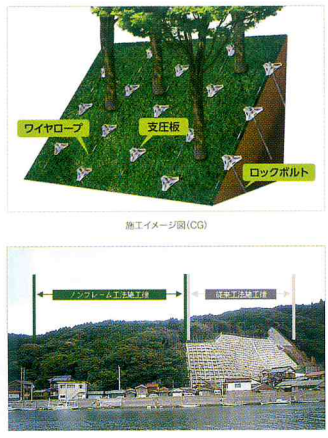 ワイヤロープ
支圧板
ロックボルト
施工イメージ図(CG)
ノンフレーム工法施工後
従来工法施工後